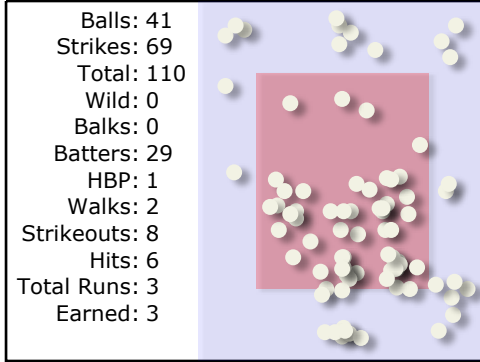 Balls: 41
Strikes: 69
Total: 110
Wild: 0
Balks: 0
Batters: 29
HBP: 1
Walks: 2
Strikeouts: 8
Hits: 6
Total Runs: 3
Earned: 3